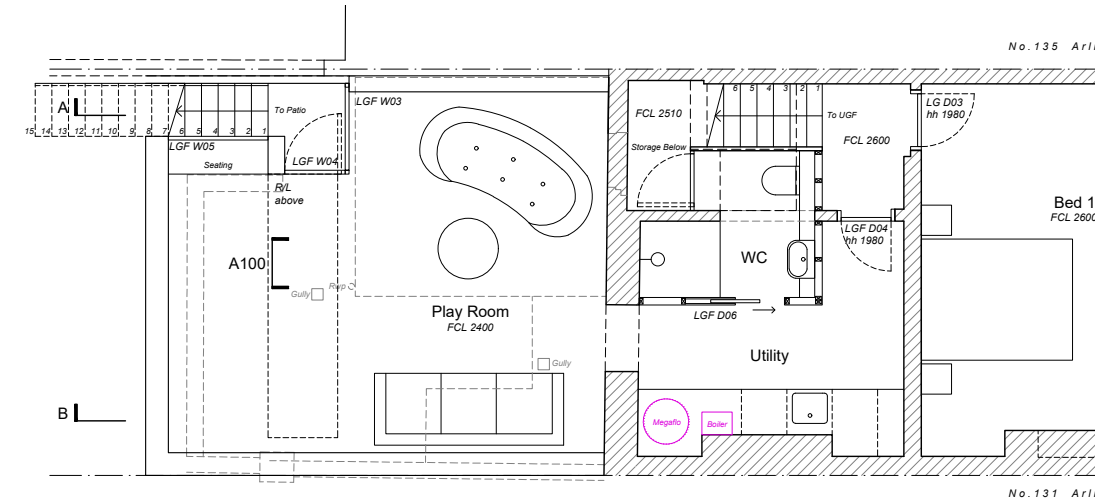 No.135 Arli
A
15 14 13 12 11 10 9 8 7 6 5 4 3 2 1
To Patio
LGF W03
FCL 2510
6 5 4 3 2 1
To UGF
LG D03
hh 1980
FCL 2600
LGF W05
Seating
LGF W04
Storage Below
R/L
above
Bed 1
FCL 2600
LGF D04
hh 1980
A100
WC
Gully
Rwp
Play Room
FCL 2400
LGF D06
Utility
Gully
B
Megaflo
Boiler
No.131 Arli